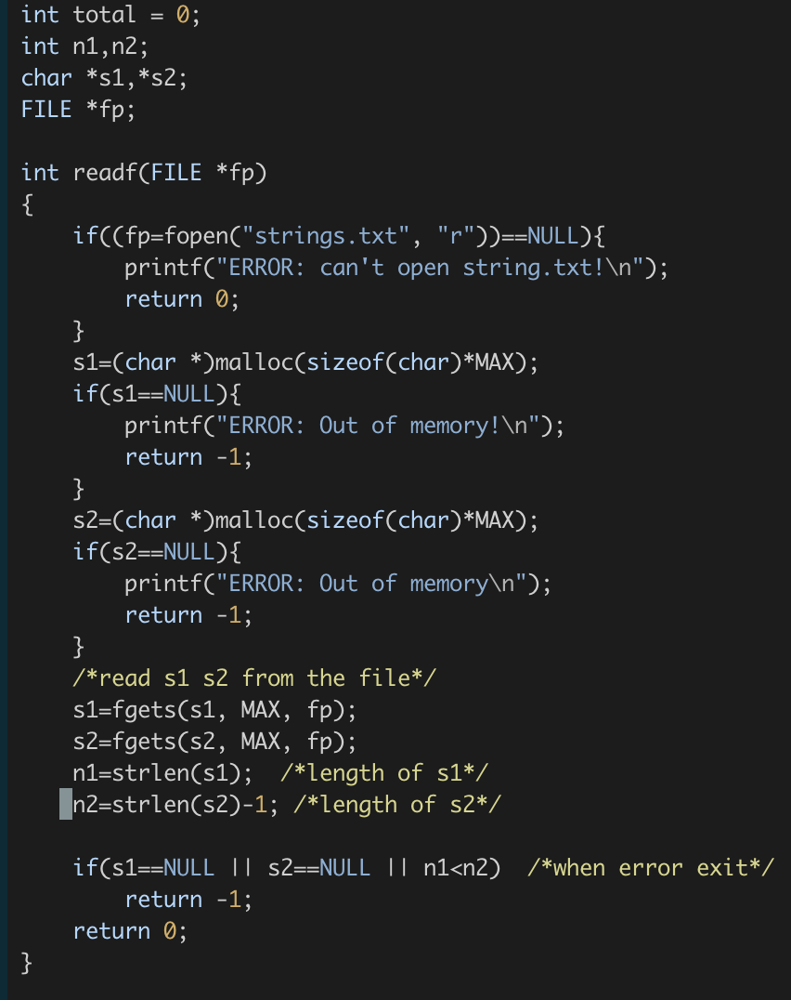 int total = 0;
int n1,n2;
char *s1,*s2;
FILE *fp;
int readf(FILE *fp)
{
    if((fp=fopen("strings.txt", "r"))==NULL){
        printf("ERROR: can't open string.txt!\n");
        return 0;
    }
    s1=(char *)malloc(sizeof(char)*MAX);
    if(s1==NULL){
        printf("ERROR: Out of memory!\n");
        return -1;
    }
    s2=(char *)malloc(sizeof(char)*MAX);
    if(s2==NULL){
        printf("ERROR: Out of memory\n");
        return -1;
    }
    /*read s1 s2 from the file*/
    s1=fgets(s1, MAX, fp);
    s2=fgets(s2, MAX, fp);
    n1=strlen(s1);  /*length of s1*/
    n2=strlen(s2)-1; /*length of s2*/
    if(s1==NULL || s2==NULL || n1<n2)  /*when error exit*/
        return -1;
    return 0;
}